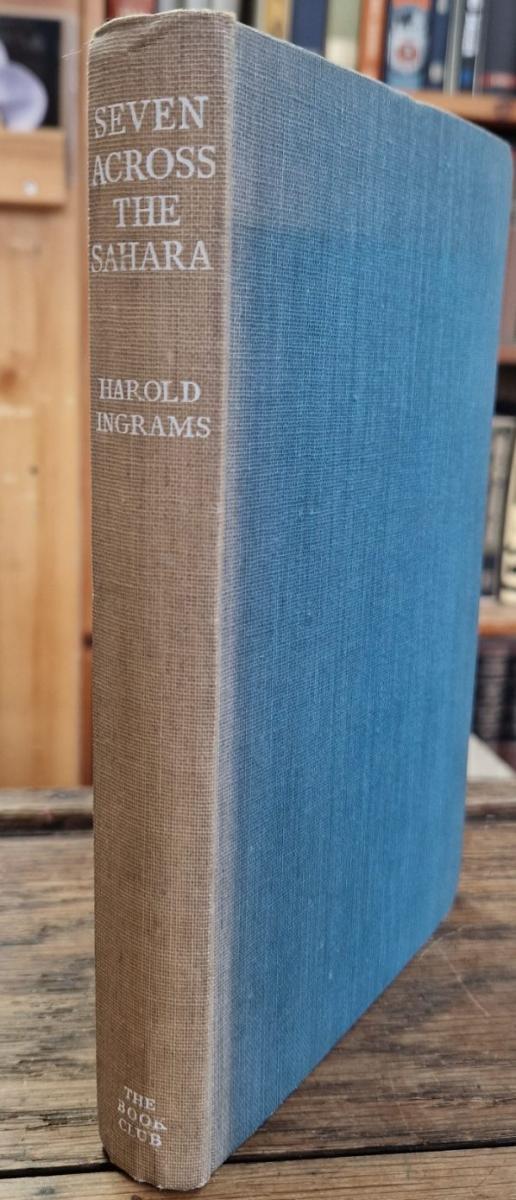 SEVEN
ACROSS
THE
SAHARA
HAROLD
INGRAMS
THE
BOOK
CLUB